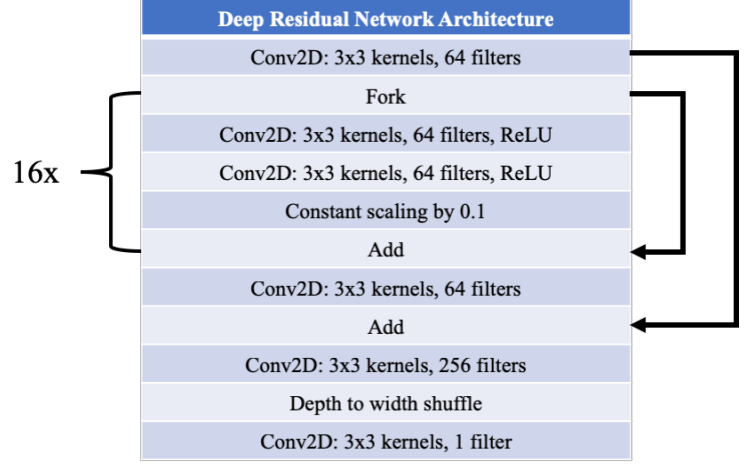 Deep Residual Network Architecture
Conv2D: 3x3 kernels, 64 filters
Fork
Conv2D: 3x3 kernels, 64 filters, ReLU
16x
Conv2D: 3x3 kernels, 64 filters, ReLU
Constant scaling by 0.1
Add
Conv2D: 3x3 kernels, 64 filters
Add
Conv2D: 3x3 kernels, 256 filters
Depth to width shuffle
Conv2D: 3x3 kernels, 1 filter